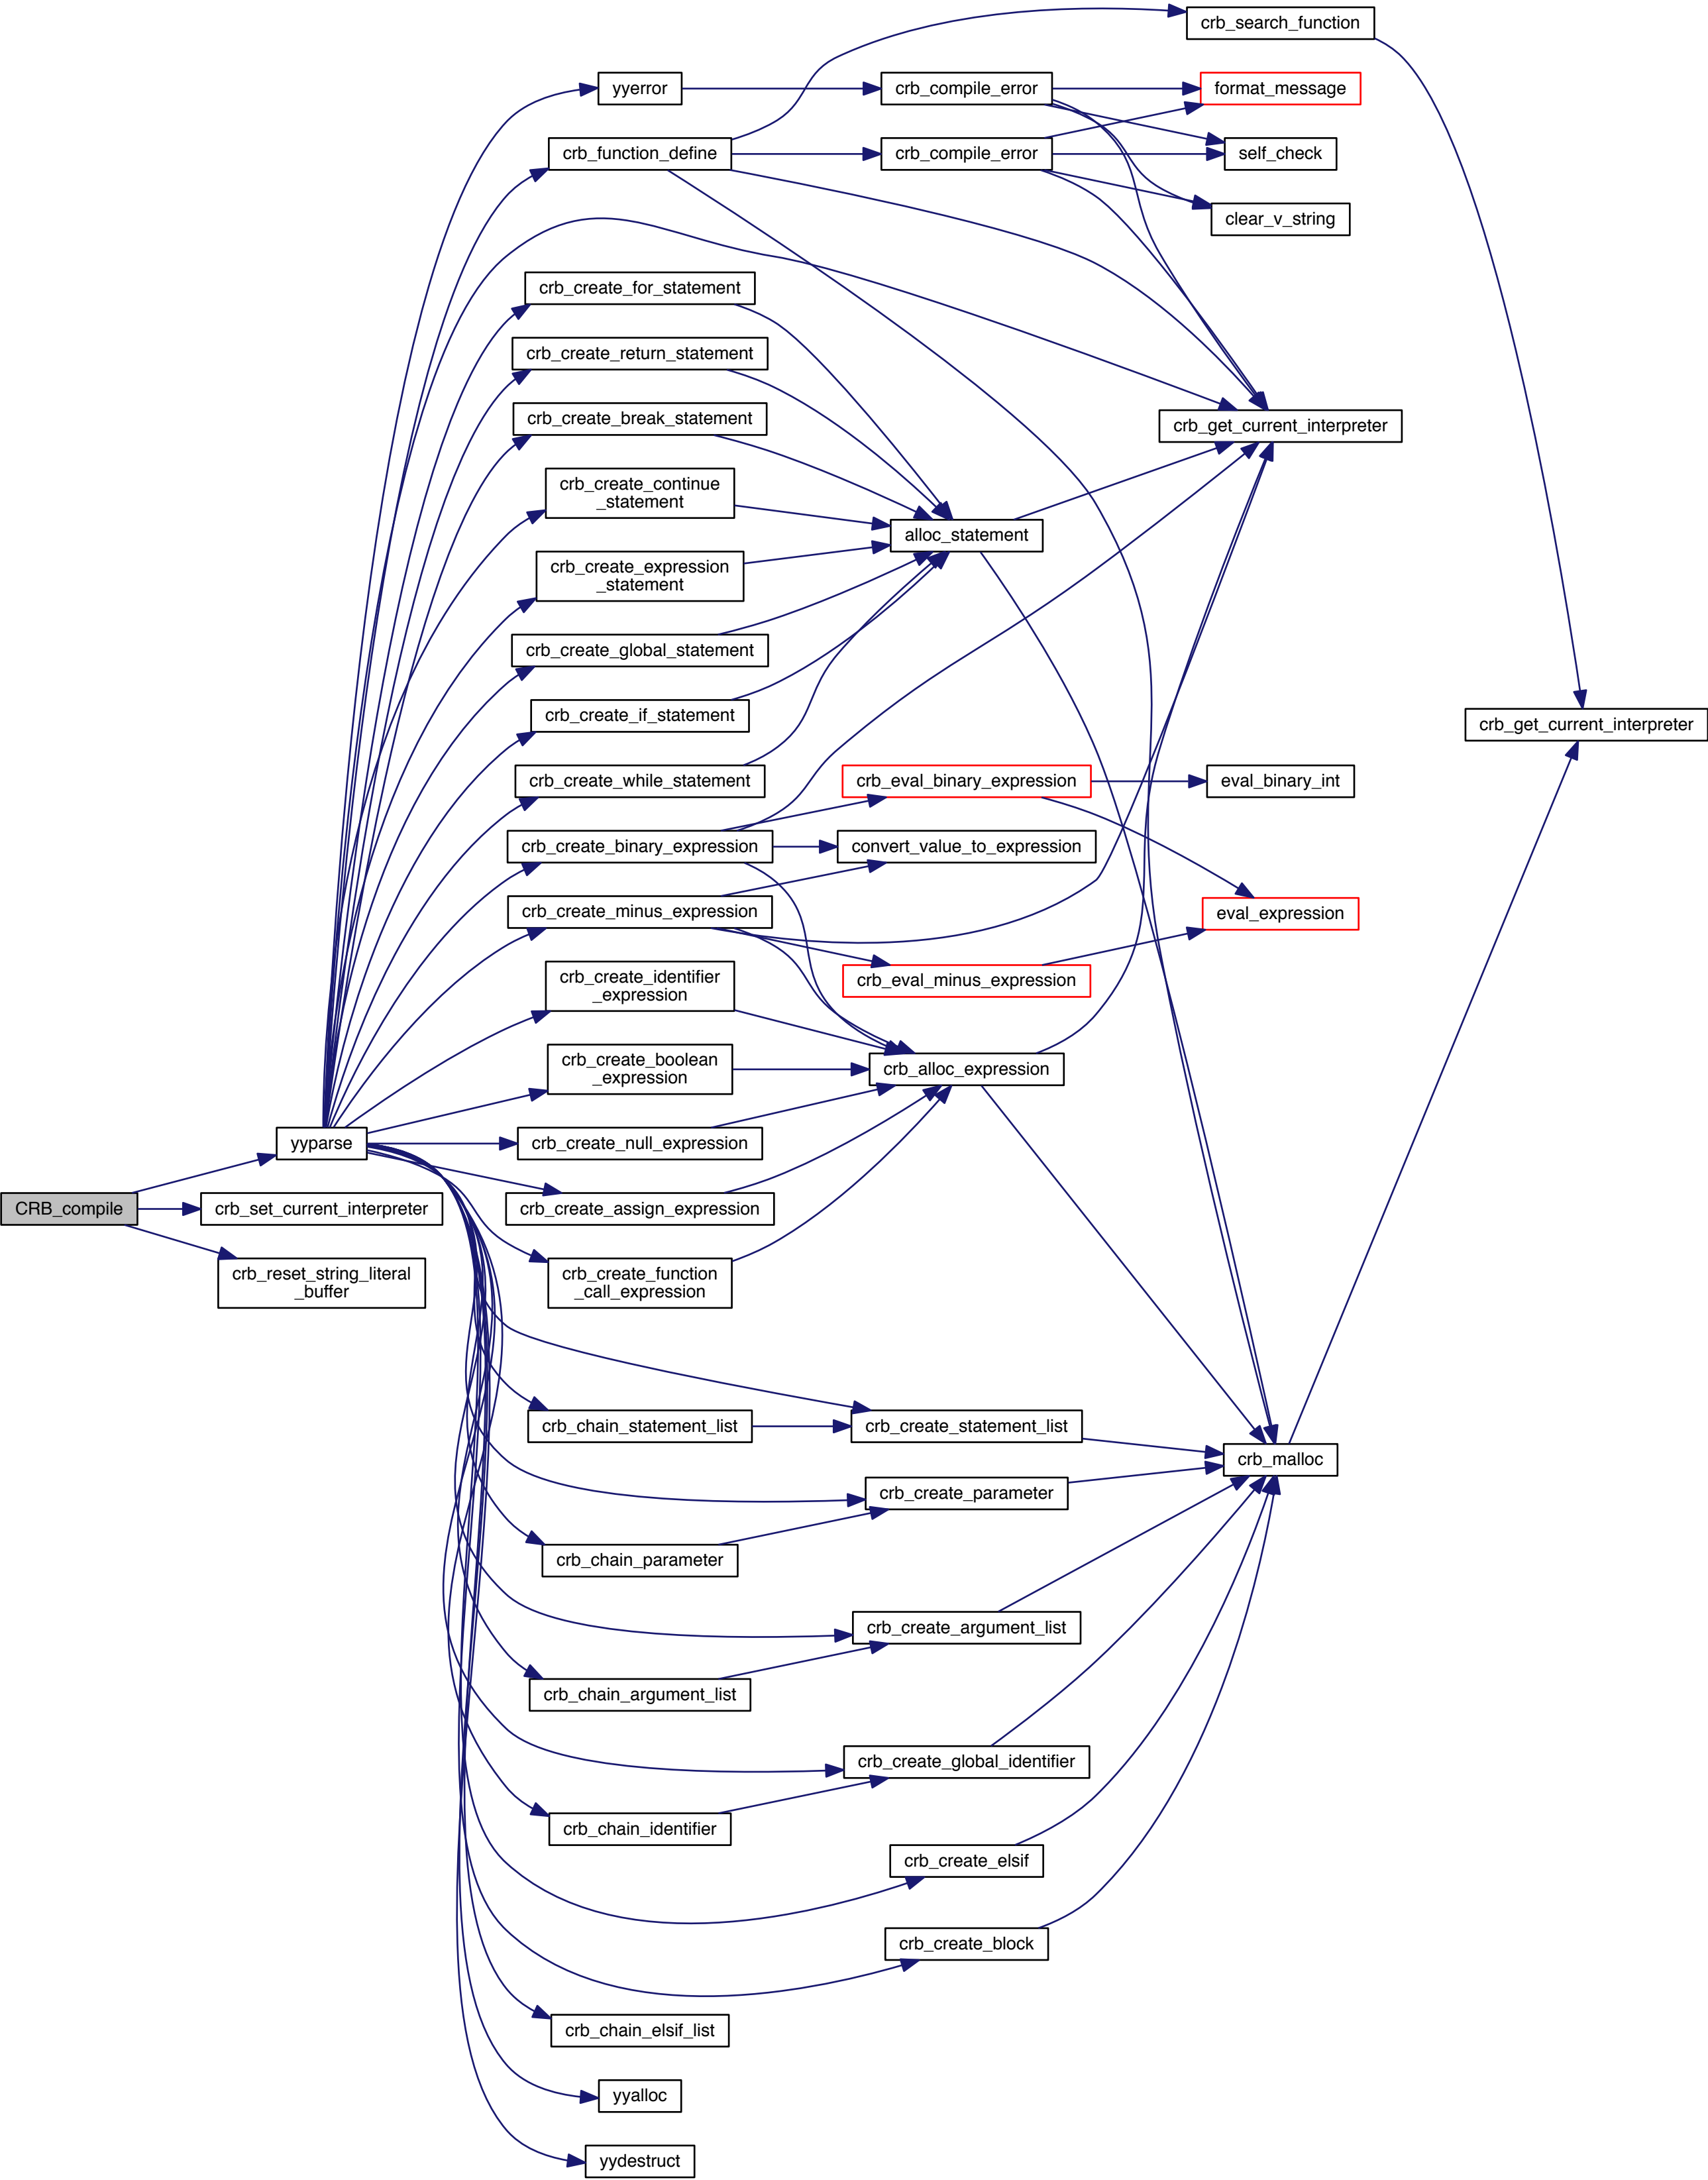 crb_search_function
yyerror
crb_compile_error
format_message
crb_function_define
crb_compile_error
self_check
clear_v_string
crb_create_for_statement
crb_create_return_statement
crb_create_break_statement
crb_get_current_interpreter
crb_create_continue
_statement
alloc_statement
crb_create_expression
_statement
crb_create_global_statement
crb_create_if_statement
crb_get_current_interpreter
crb_create_while_statement
crb_eval_binary_expression
eval_binary_int
crb_create_binary_expression
convert_value_to_expression
crb_create_minus_expression
eval_expression
crb_create_identifier
_expression
crb_eval_minus_expression
crb_create_boolean
_expression
crb_alloc_expression
yyparse
crb_create_null_expression
CRB_compile
crb_set_current_interpreter
crb_create_assign_expression
crb_reset_string_literal
_buffer
crb_create_function
_call_expression
crb_chain_statement_list
crb_create_statement_list
crb_malloc
crb_create_parameter
crb_chain_parameter
crb_create_argument_list
crb_chain_argument_list
crb_create_global_identifier
crb_chain_identifier
crb_create_elsif
crb_create_block
crb_chain_elsif_list
yyalloc
yydestruct